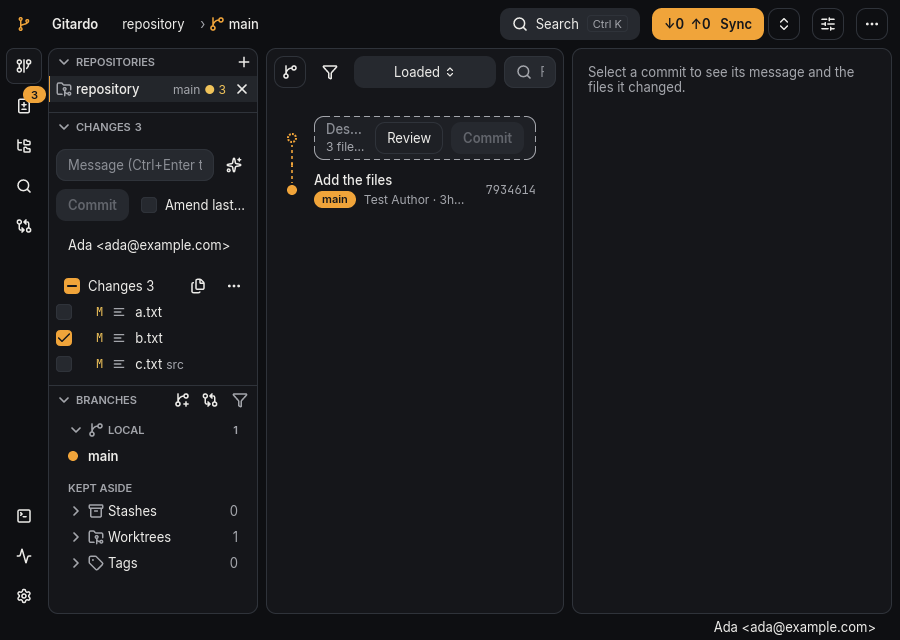 Gitardo
repository
main
Search
Ctrl K
↓0 ↑0 Sync
3
REPOSITORIES
repository
main
3
CHANGES 3
Message (Ctrl+Enter t
Commit
Amend last...
Ada <ada@example.com>
Changes 3
M a.txt
M b.txt
M c.txt src
BRANCHES
LOCAL 1
main
KEPT ASIDE
Stashes 0
Worktrees 1
Tags 0
Loaded
Des...
3 file...
Review
Commit
Add the files
main
Test Author · 3h...
7934614
Select a commit to see its message and the
files it changed.
Ada <ada@example.com>